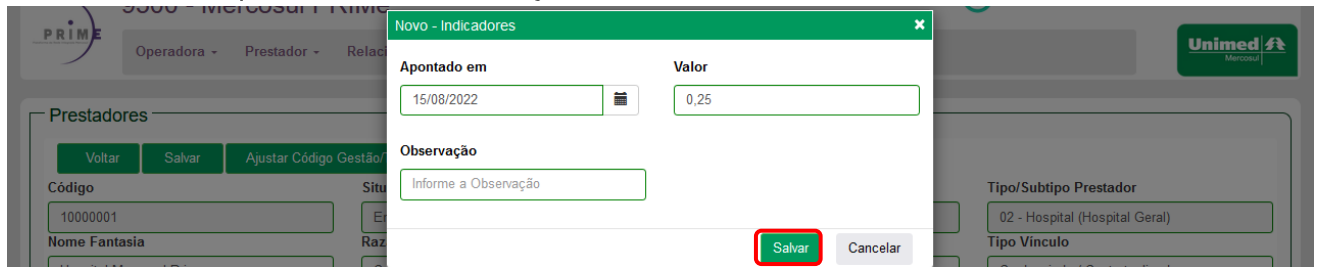 9500 - Mercosul PRIME
PRIME
Operadora Prestador Relaci
Unimed
Mercosul
Novo - Indicadores
Apontado em Valor
15/08/2022 0,25
Observação
Informe a Observação
Salvar Cancelar
Prestadores
Voltar Salvar Ajustar Código Gestão/
Código Situ Tipo/Subtipo Prestador
10000001 En 02 - Hospital (Hospital Geral)
Nome Fantasia Raz Tipo Vínculo